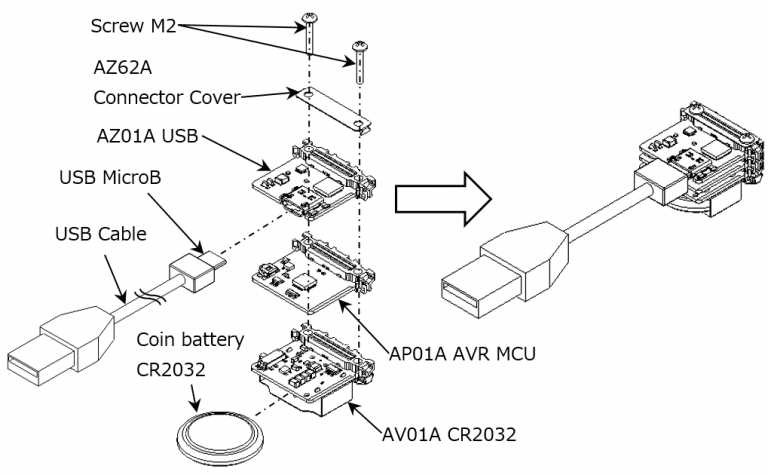 Screw M2
AZ62A
Connector Cover
AZ01A USB
USB MicroB
USB Cable
Coin battery
CR2032
AP01A AVR MCU
AV01A CR2032